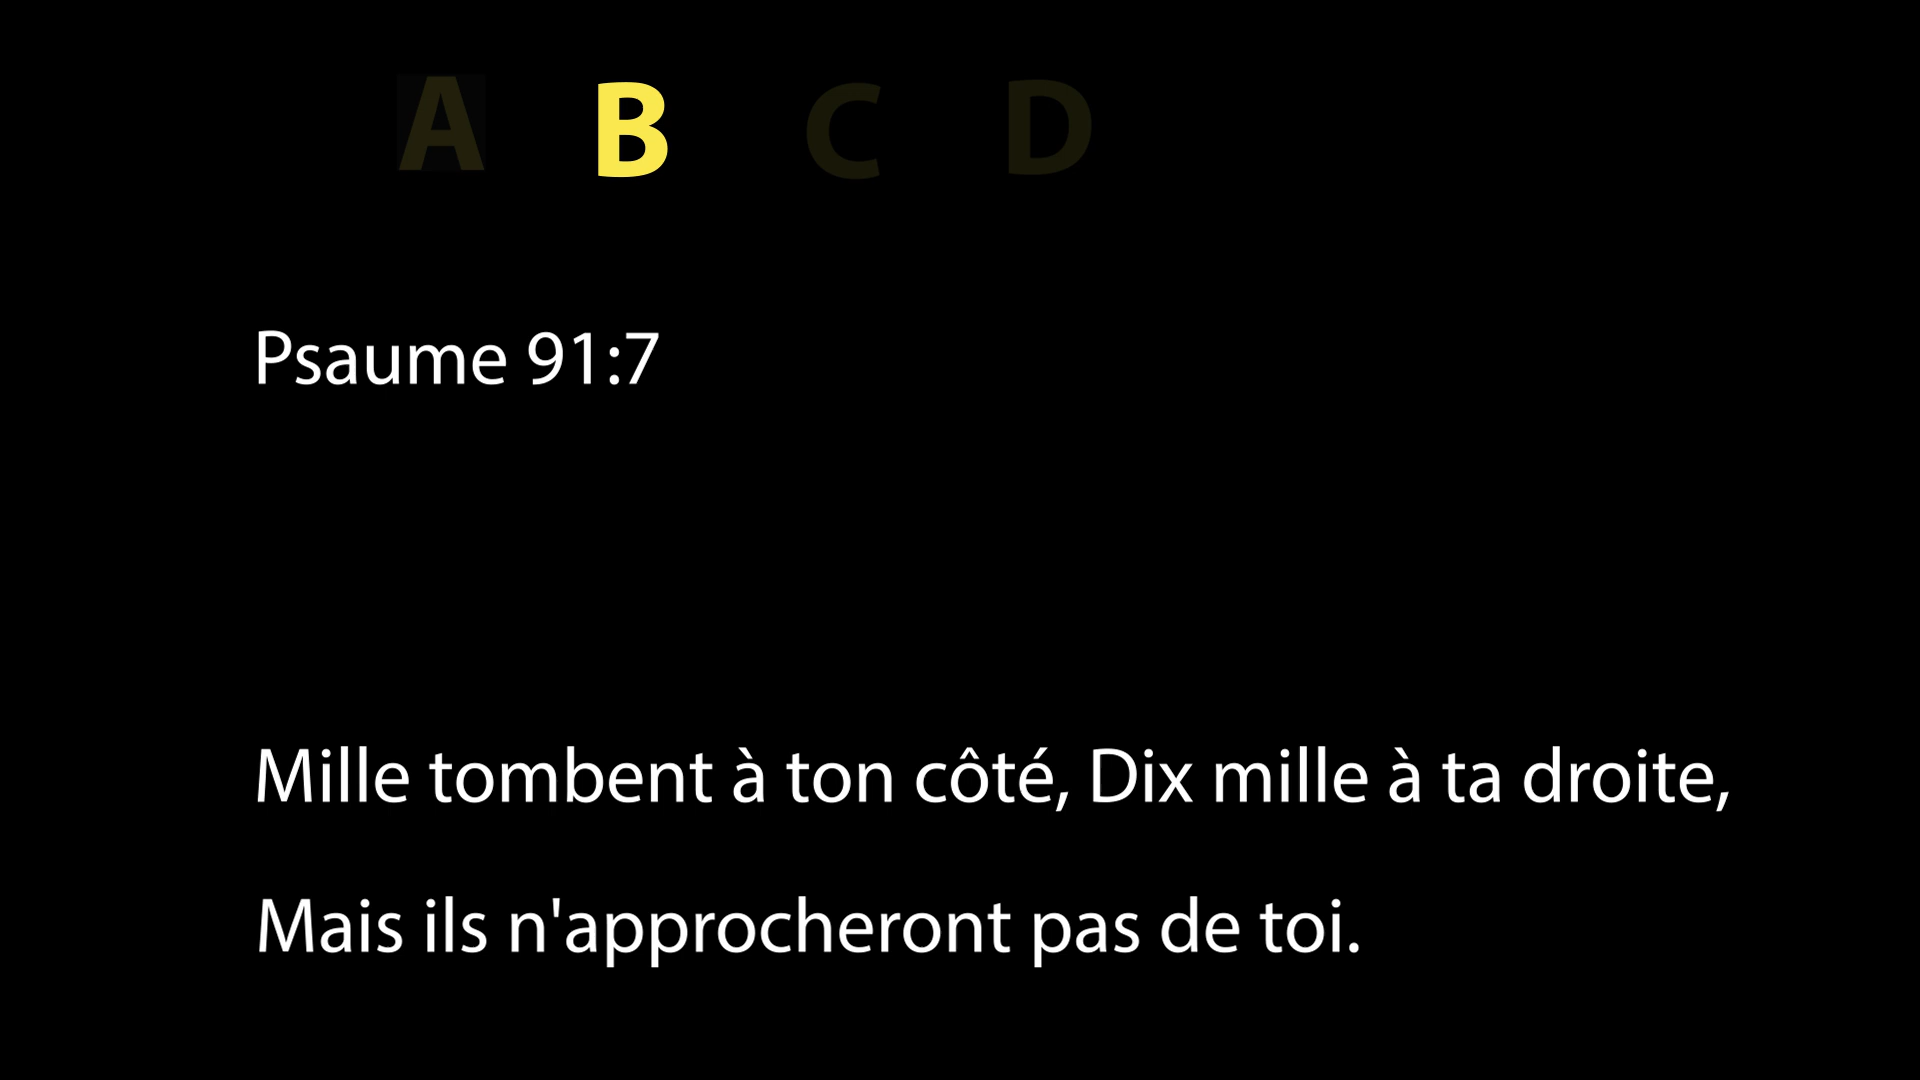 A B C D
Psaume 91:7
Mille tombent à ton côté, Dix mille à ta droite,
Mais ils n'approcheront pas de toi.